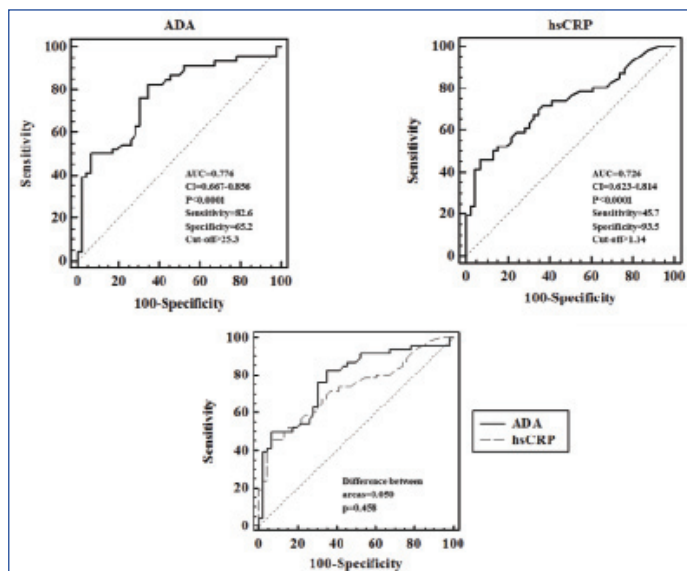 ADA
100
80
60
40
20
0
Sensitivity
AUC=0.776
CI=0.667-0.856
P<0.0001
Sensitivity=82.6
Specificity=65.2
Cut-off>25.3
0 20 40 60 80 100
100-Specificity
hsCRP
100
80
60
40
20
0
Sensitivity
AUC=0.726
CI=0.623-0.814
P<0.0001
Sensitivity=45.7
Specificity=93.5
Cut-off>1.14
0 20 40 60 80 100
100-Specificity
100
80
60
40
20
0
Sensitivity
Difference between
areas=0.050
p=0.458
0 20 40 60 80 100
100-Specificity
ADA
hsCRP